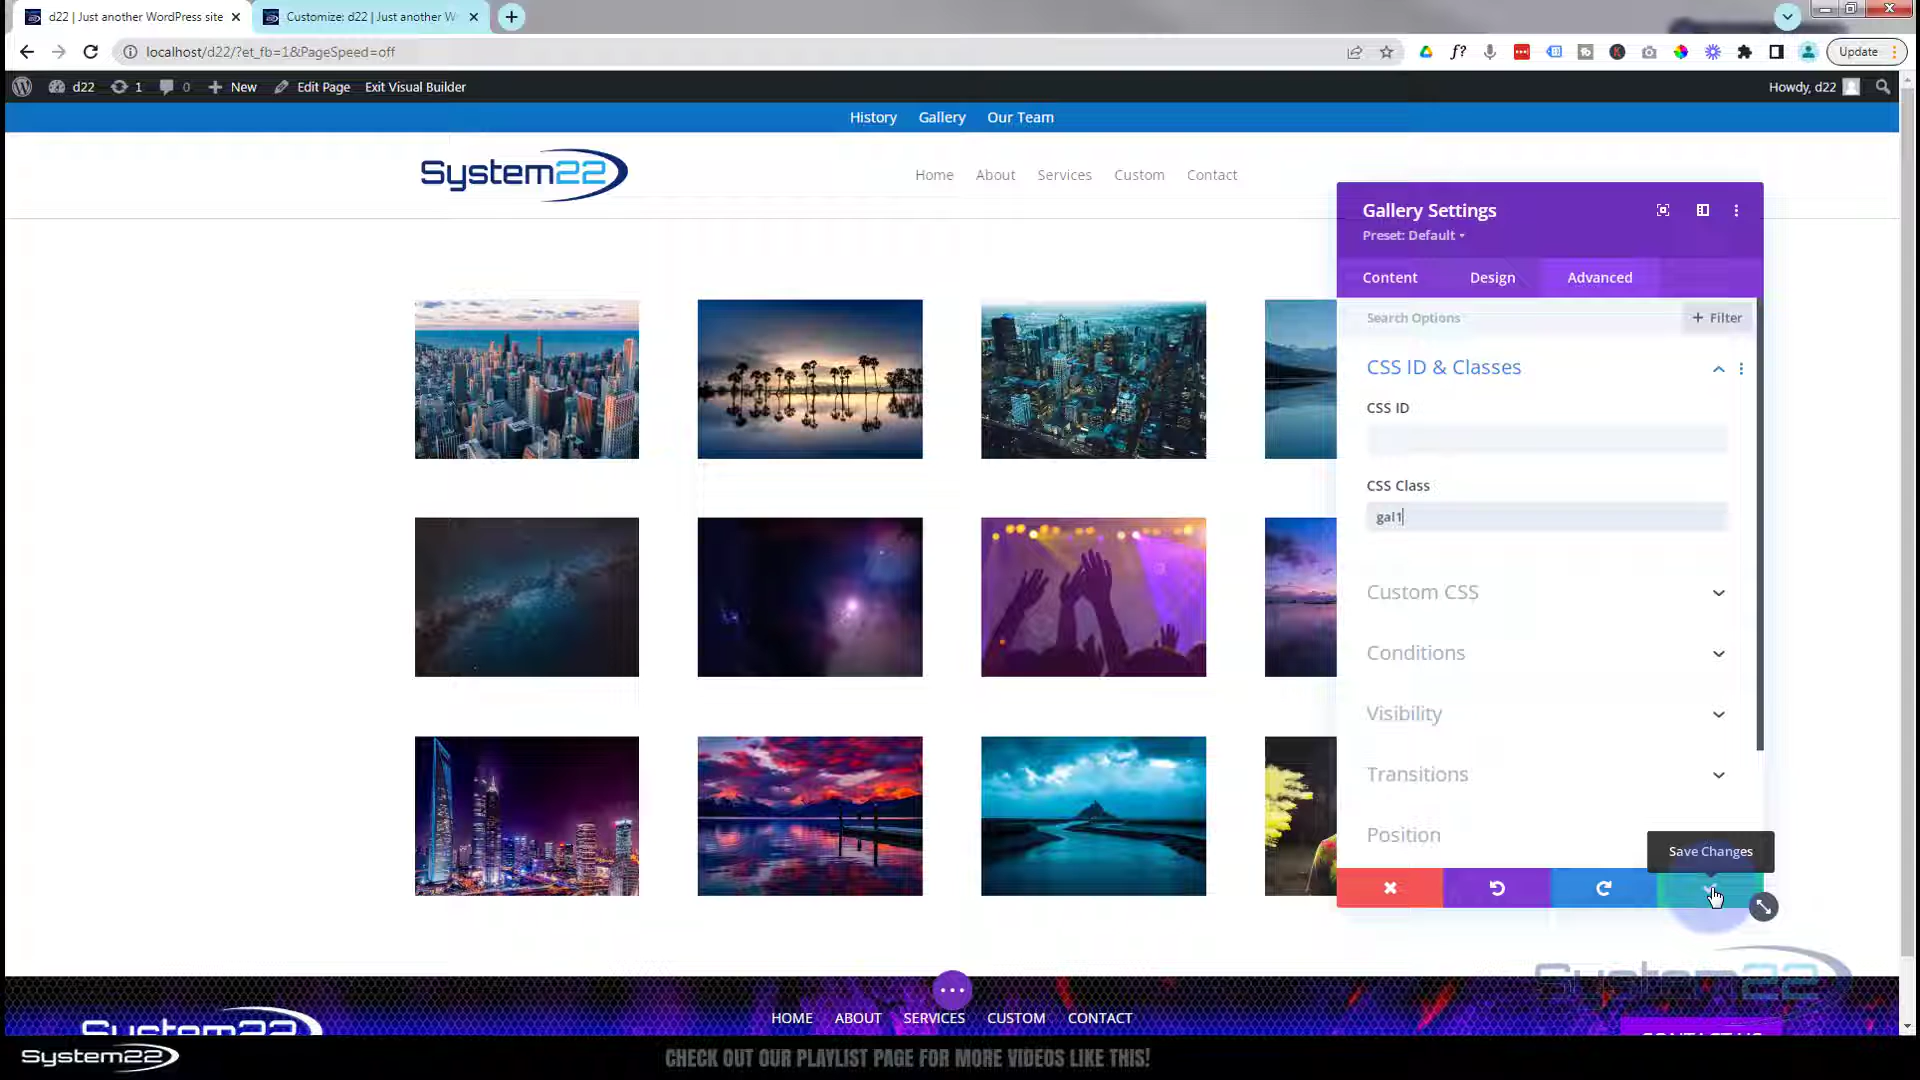 d22 | Just another WordPress site
Customize: d22 | Just another W
localhost/d22/?et_fb=1&PageSpeed=off
Update
d22
1
0
New
Edit Page
Exit Visual Builder
Howdy, d22
History
Gallery
Our Team
System22
Home
About
Services
Custom
Contact
Gallery Settings
Preset: Default
Content
Design
Advanced
Search Options
+ Filter
CSS ID & Classes
CSS ID
CSS Class
gal1
Custom CSS
Conditions
Visibility
Transitions
Position
Save Changes
System22
System22
HOME
ABOUT
SERVICES
CUSTOM
CONTACT
CONTACT US
System22
CHECK OUT OUR PLAYLIST PAGE FOR MORE VIDEOS LIKE THIS!